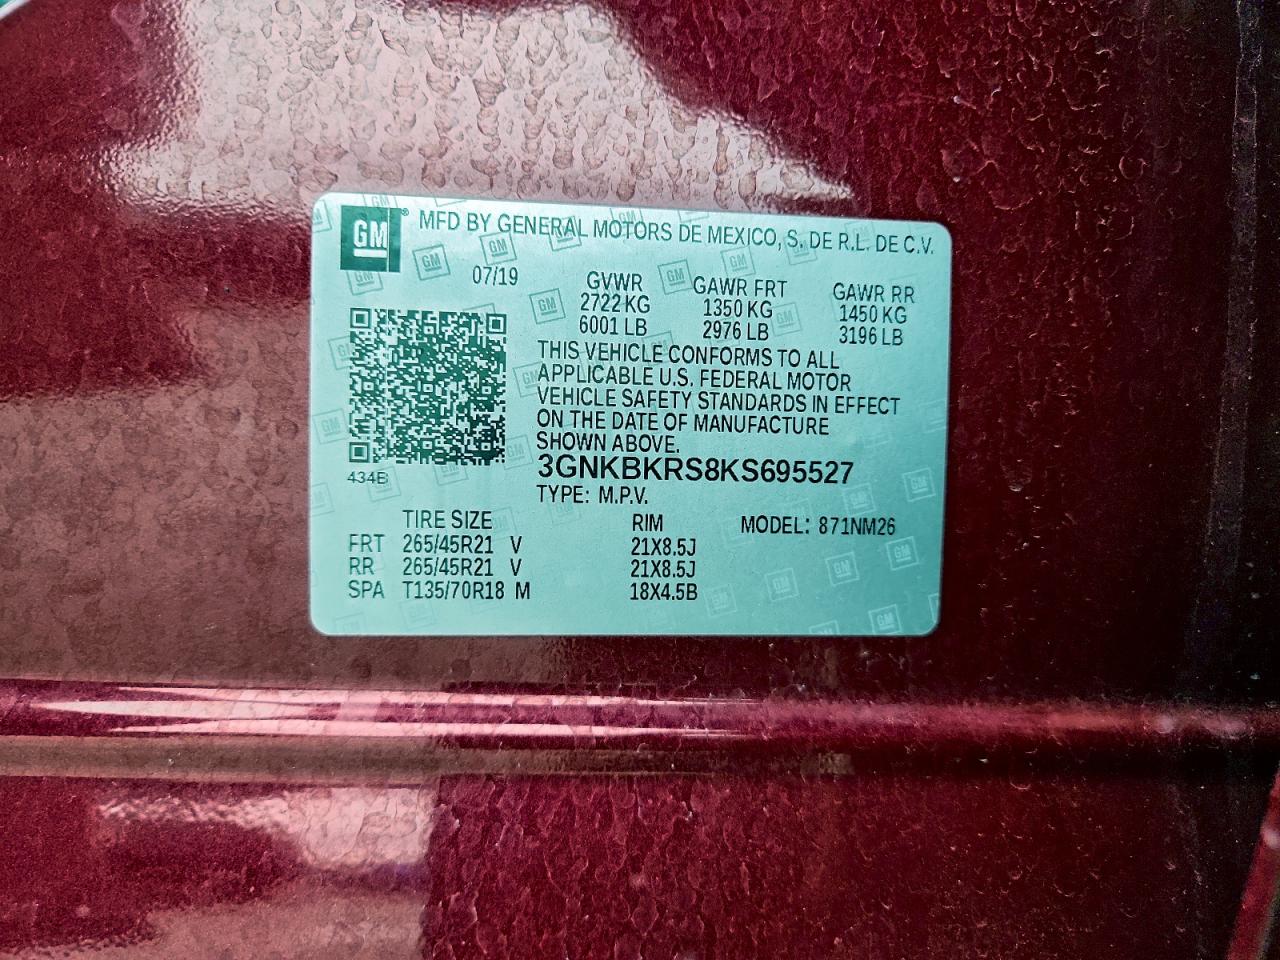 GM ® MFD BY GENERAL MOTORS DE MEXICO, S. DE R.L. DE C.V.
07/19
GVWR GAWR FRT GAWR RR
2722 KG 1350 KG 1450 KG
6001 LB 2976 LB 3196 LB
THIS VEHICLE CONFORMS TO ALL
APPLICABLE U.S. FEDERAL MOTOR
VEHICLE SAFETY STANDARDS IN EFFECT
ON THE DATE OF MANUFACTURE
SHOWN ABOVE.
434B
3GNKBKRS8KS695527
TYPE: M.P.V.
TIRE SIZE RIM MODEL: 871NM26
FRT 265/45R21 V 21X8.5J
RR 265/45R21 V 21X8.5J
SPA T135/70R18 M 18X4.5B